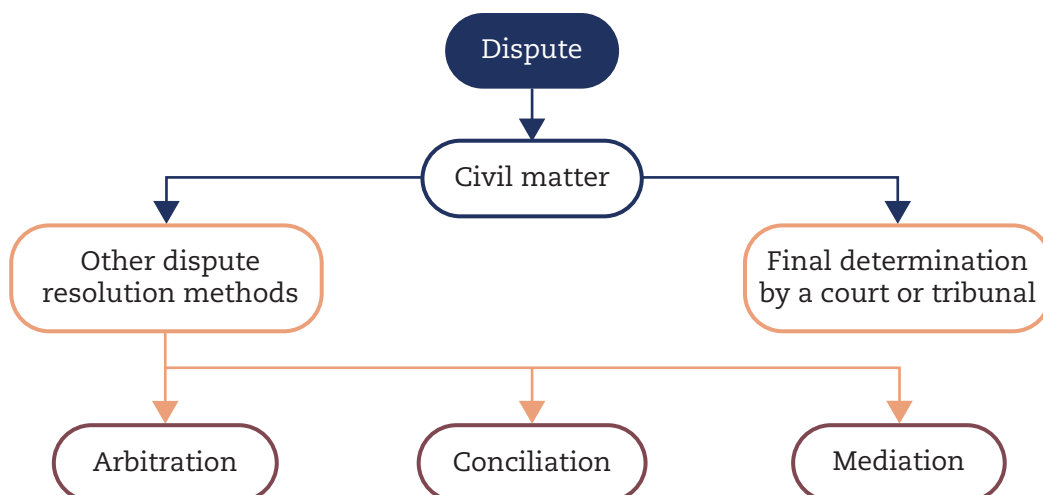 Dispute
Civil matter
Other dispute
resolution methods
Final determination
by a court or tribunal
Arbitration
Conciliation
Mediation